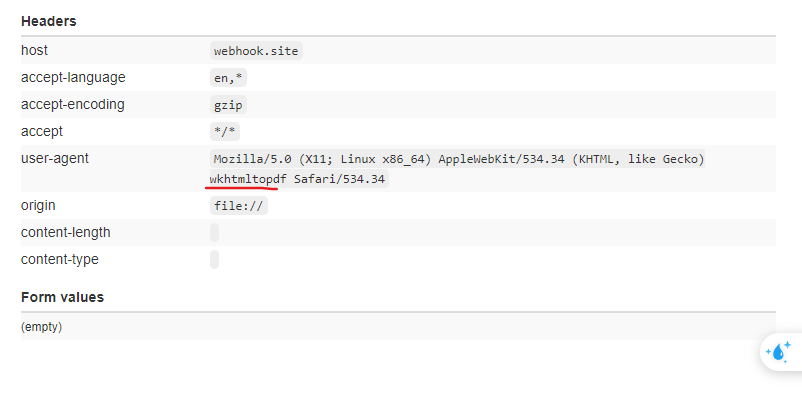 Headers
host webhook.site
accept-language en,*
accept-encoding gzip
accept */*
user-agent Mozilla/5.0 (X11; Linux x86_64) AppleWebKit/534.34 (KHTML, like Gecko)
wkhtmltopdf Safari/534.34
origin file://
content-length
content-type
Form values
(empty)